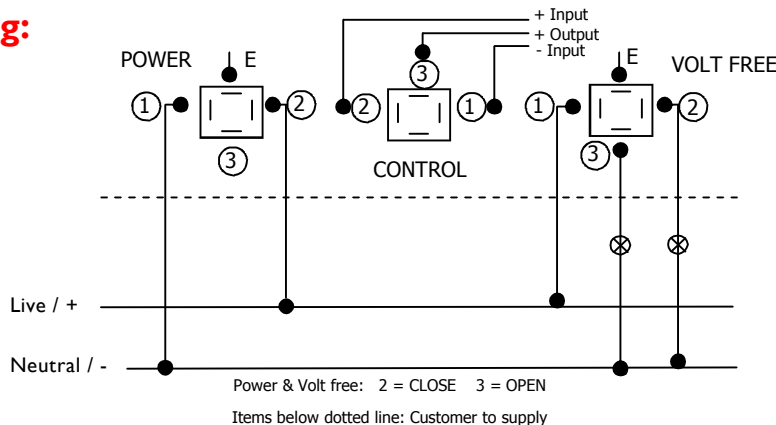 g:
+ Input
+ Output
- Input
POWER
E
1
2
3
3
2
1
CONTROL
E
VOLT FREE
1
2
3
Live / +
Neutral / -
Power & Volt free: 2 = CLOSE 3 = OPEN
Items below dotted line: Customer to supply